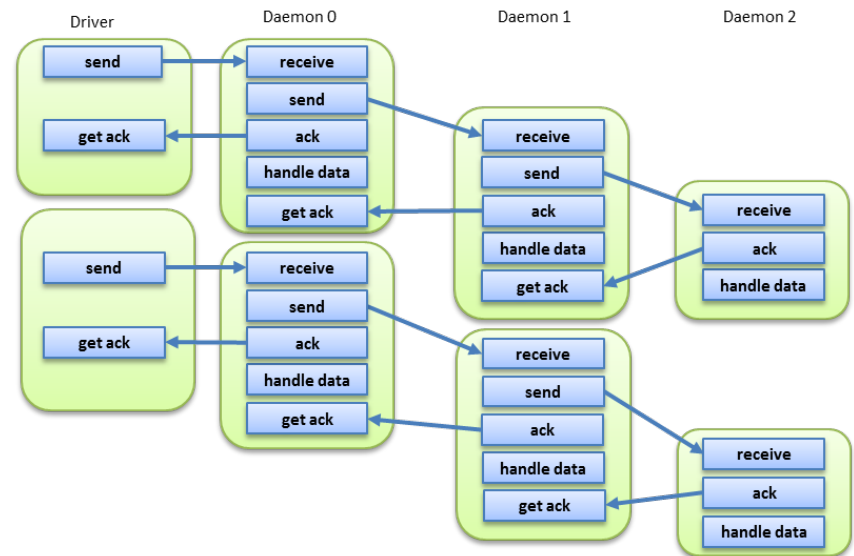 Driver
Daemon 0
Daemon 1
Daemon 2
send
get ack
receive
send
ack
handle data
get ack
receive
send
ack
handle data
get ack
receive
ack
handle data
send
get ack
receive
send
ack
handle data
get ack
receive
send
ack
handle data
get ack
receive
ack
handle data